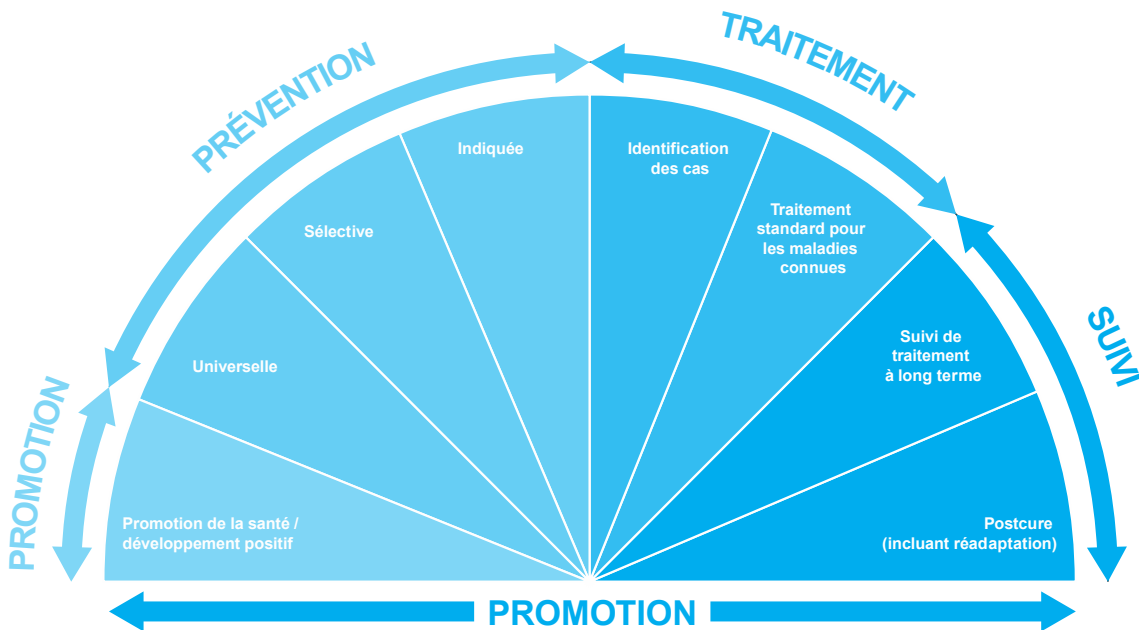 PROMOTION
PRÉVENTION
TRAITEMENT
SUIVI
Promotion de la santé /
développement positif
Universelle
Sélective
Indiquée
Identification
des cas
Traitement
standard pour
les maladies
connues
Suivi de
traitement
à long terme
Postcure
(incluant réadaptation)
PROMOTION